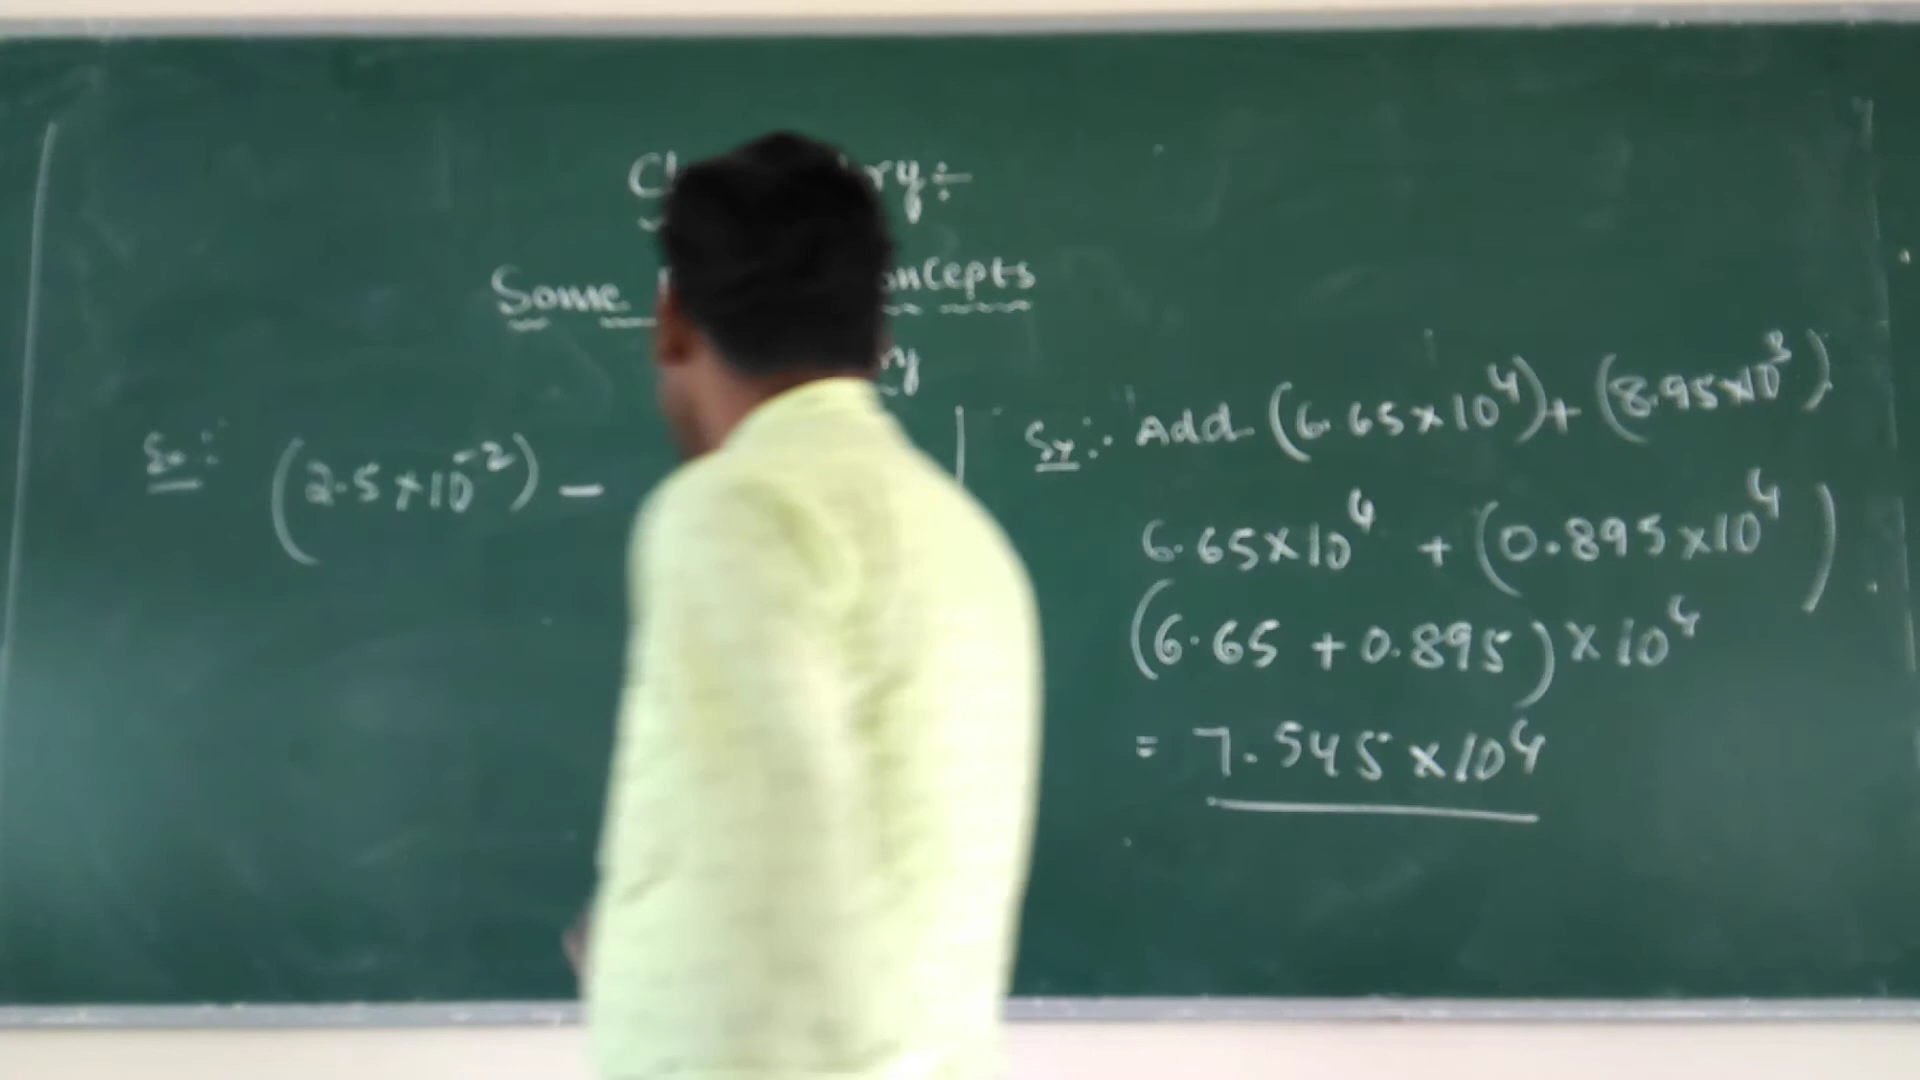 Some
Ex:- (2.5×10⁻²) -
Ex:- Add (6.65×10⁴)+(8.95×10³)
6.65×10⁴ + (0.895×10⁴)
(6.65 + 0.895)×10⁴
= 7.545×10⁴